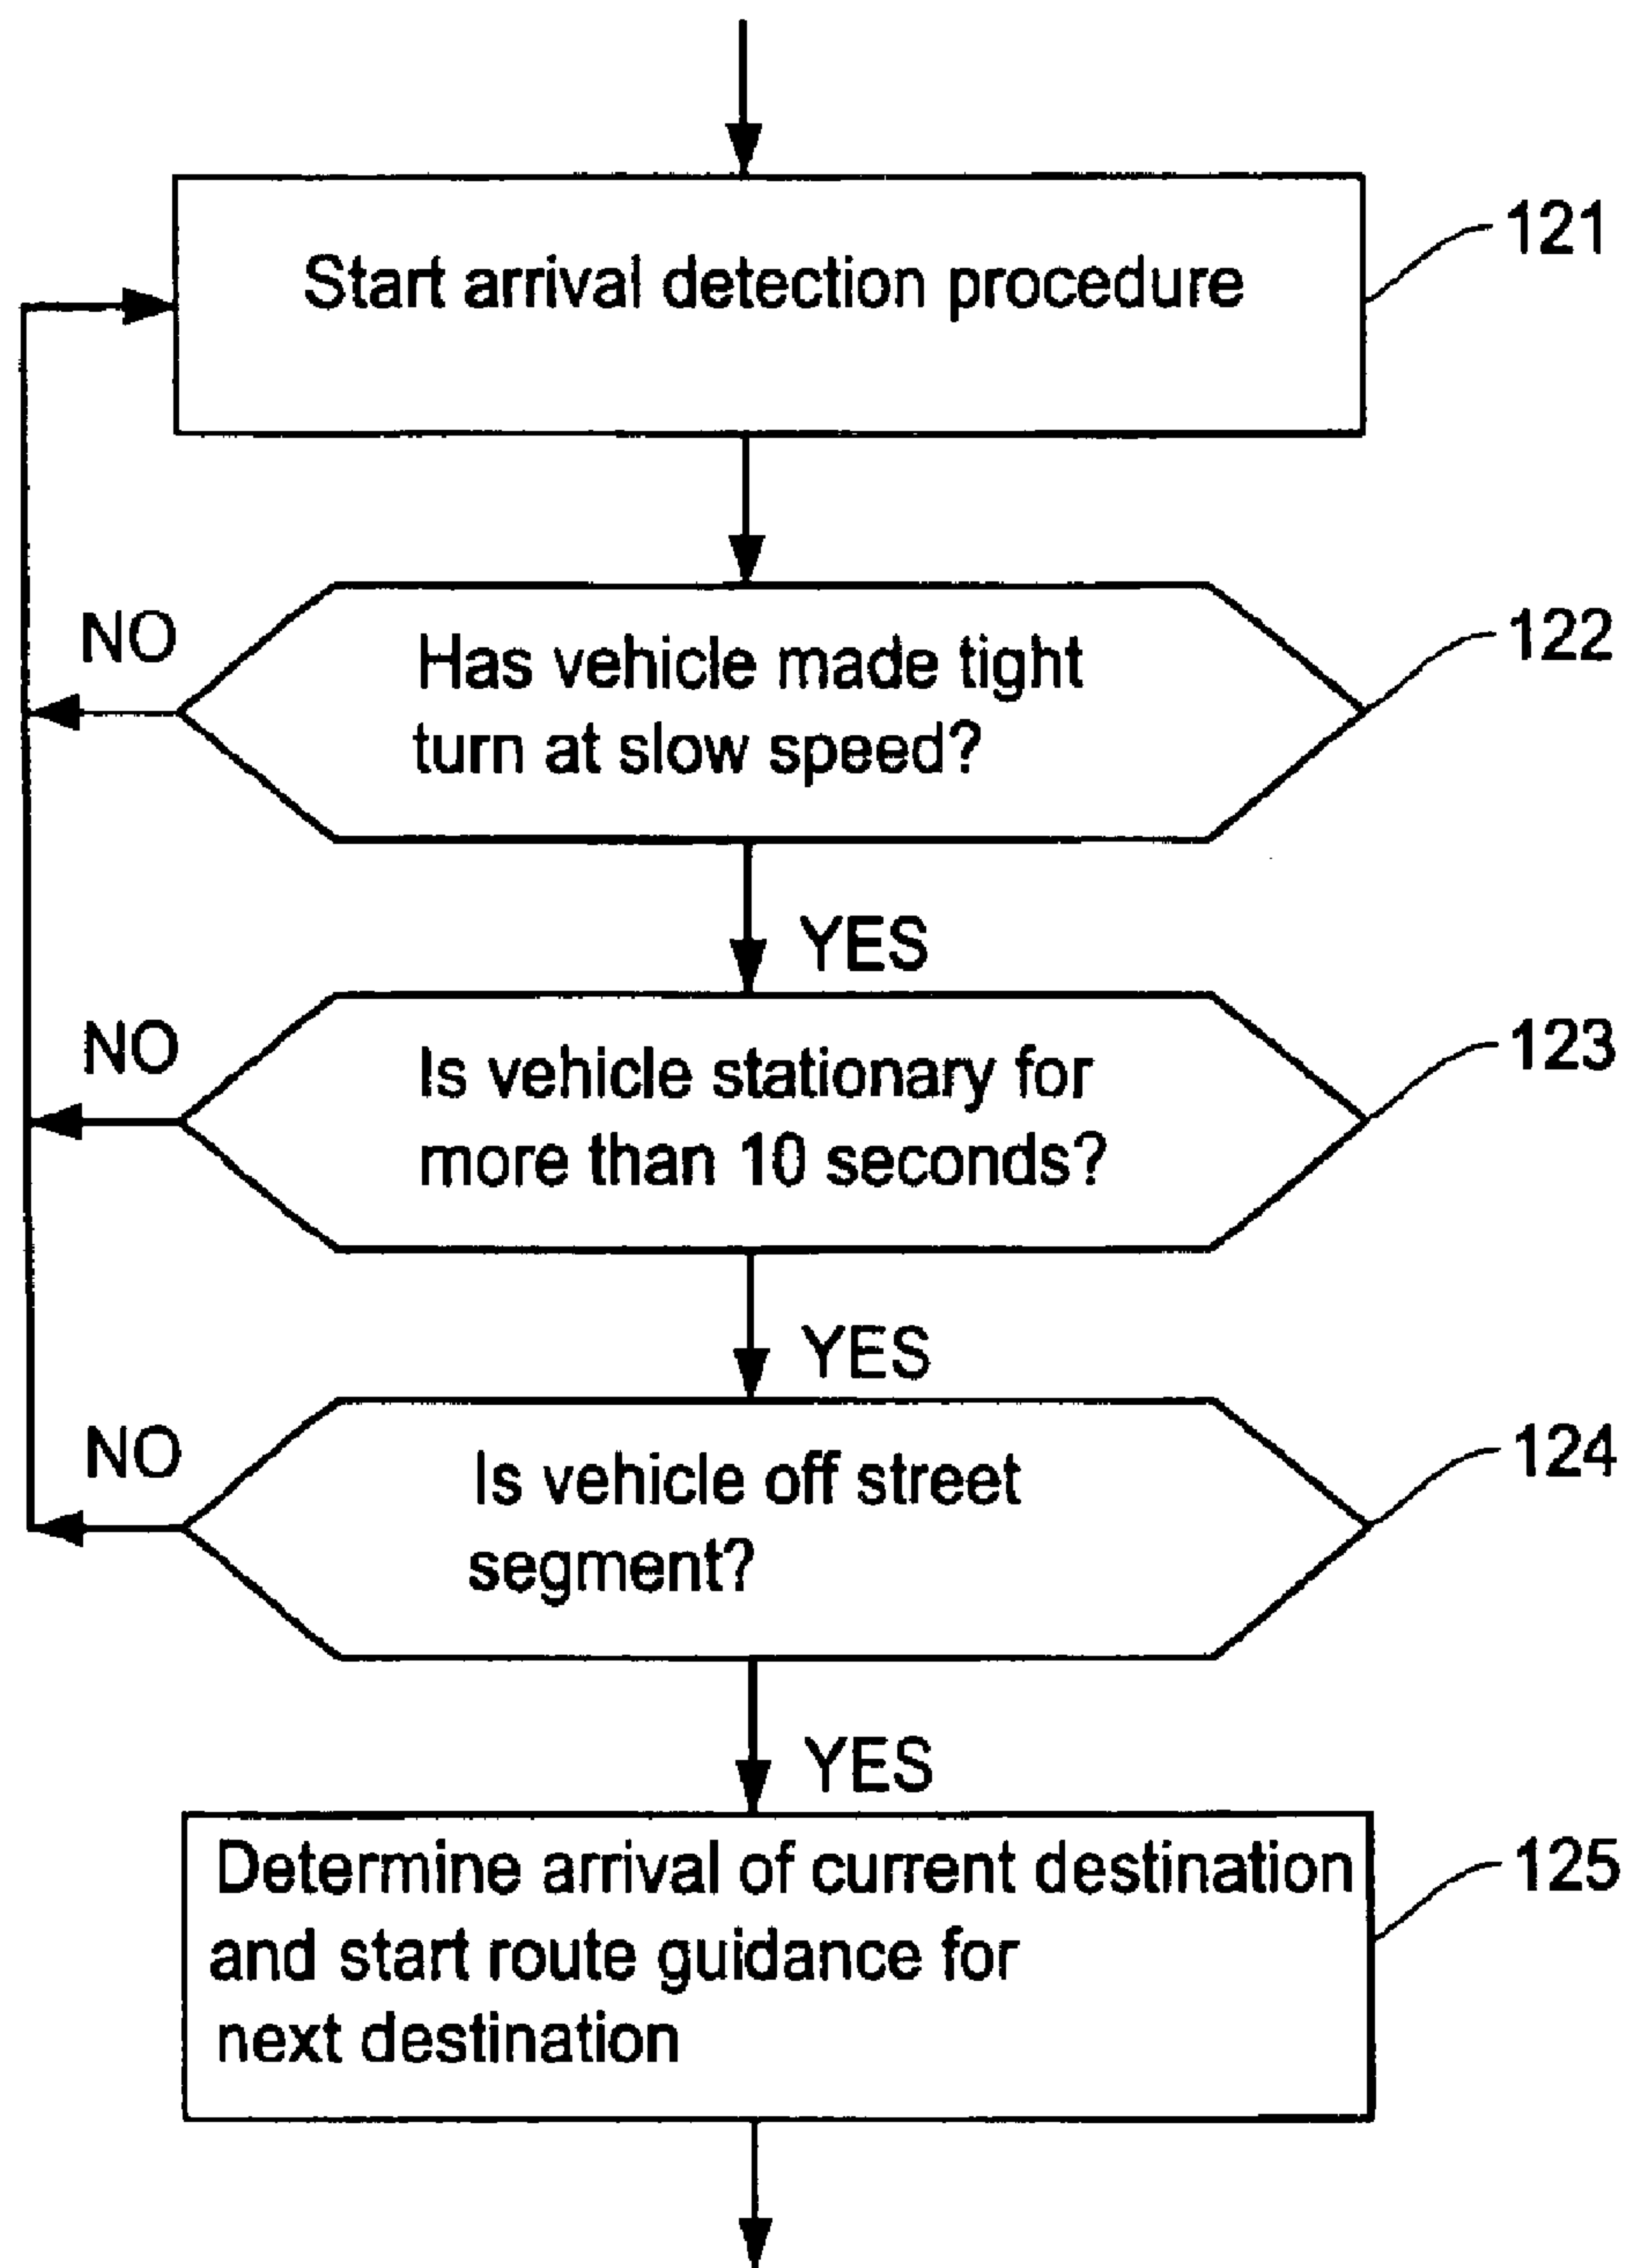 Start arrival detection procedure
121
Has vehicle made tight
turn at slow speed?
122
NO
YES
Is vehicle stationary for
more than 10 seconds?
123
NO
YES
Is vehicle off street
segment?
124
NO
YES
Determine arrival of current destination
and start route guidance for
next destination
125